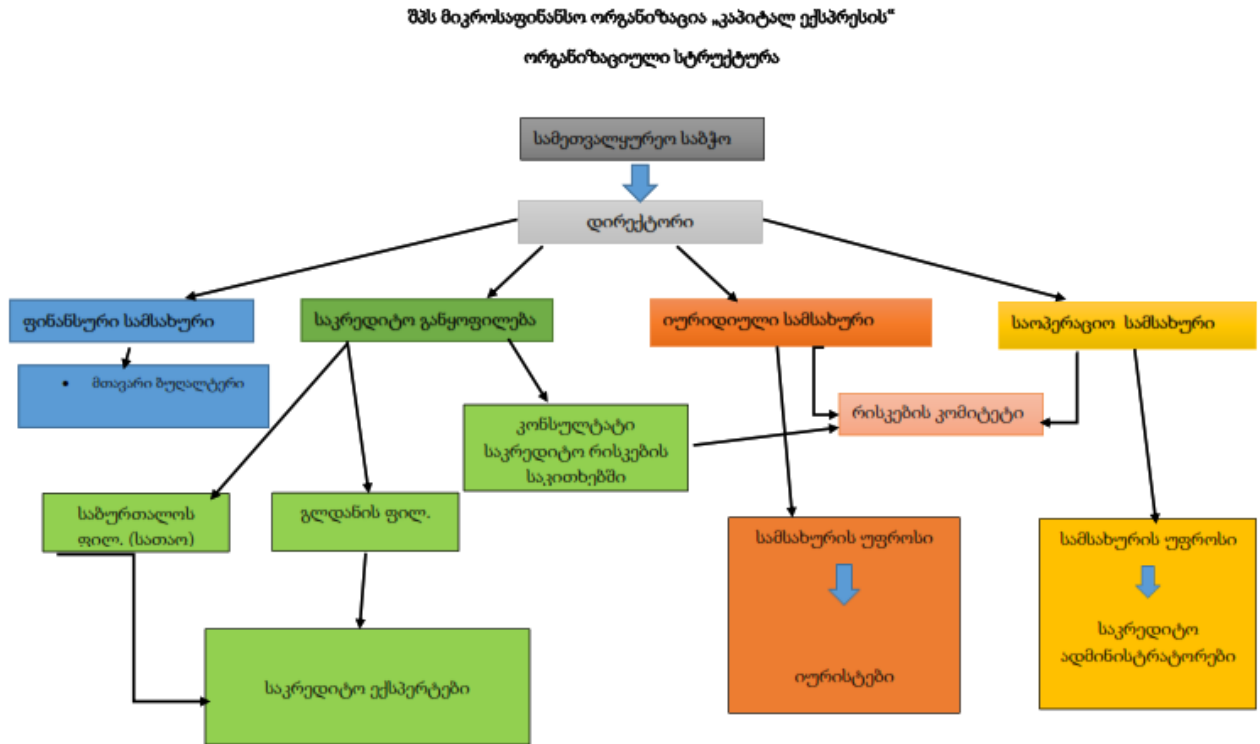 შპს მიკროსაფინანსო ორგანიზაცია „კაპიტალ ექსპრესის“
ორგანიზაციული სტრუქტურა
სამეთვალყურეო საბჭო
დირექტორი
ფინანსური სამსახური
საკრედიტო განყოფილება
იურიდიული სამსახური
საოპერაციო სამსახური
• მთავარი ბუღალტერი
კონსულტატი
საკრედიტო რისკების
საკითხებში
რისკების კომიტეტი
საბურთალოს
ფილ. (სათაო)
გლდანის ფილ.
სამსახურის უფროსი
იურისტები
სამსახურის უფროსი
საკრედიტო
ადმინისტრატორები
საკრედიტო ექსპერტები